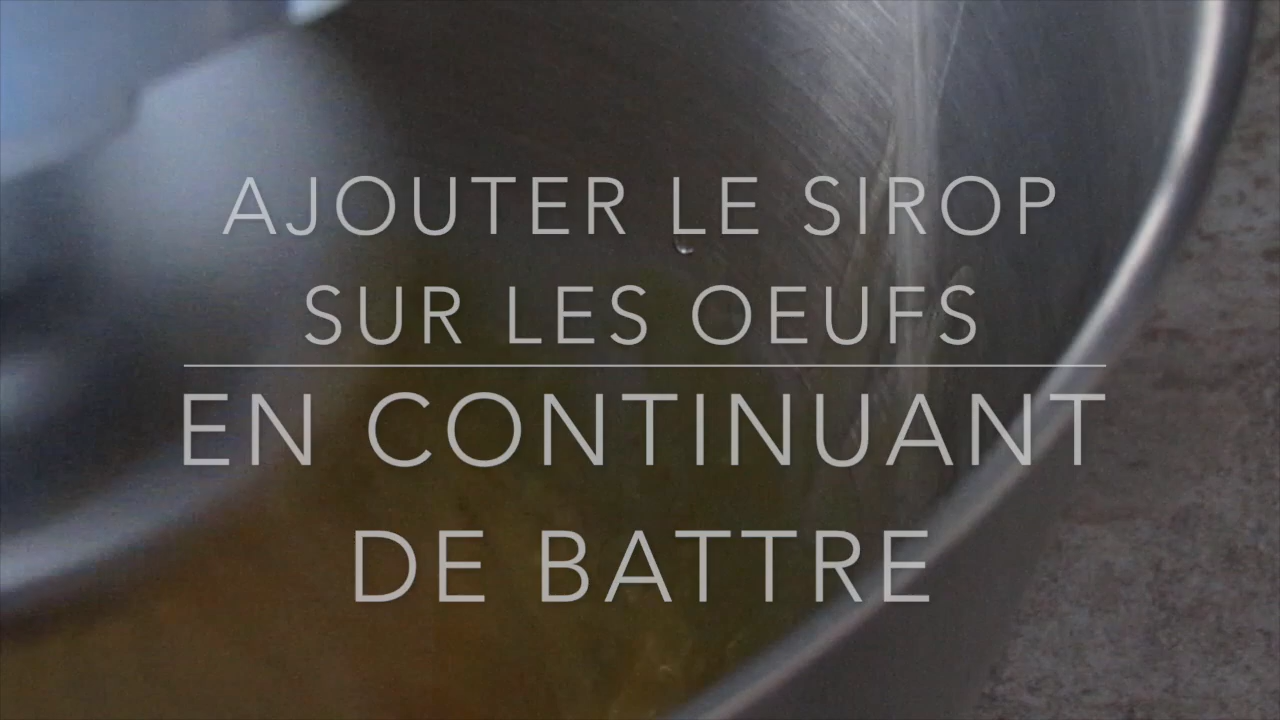 AJOUTER LE SIROP
SUR LES OEUFS
EN CONTINUANT
DE BATTRE